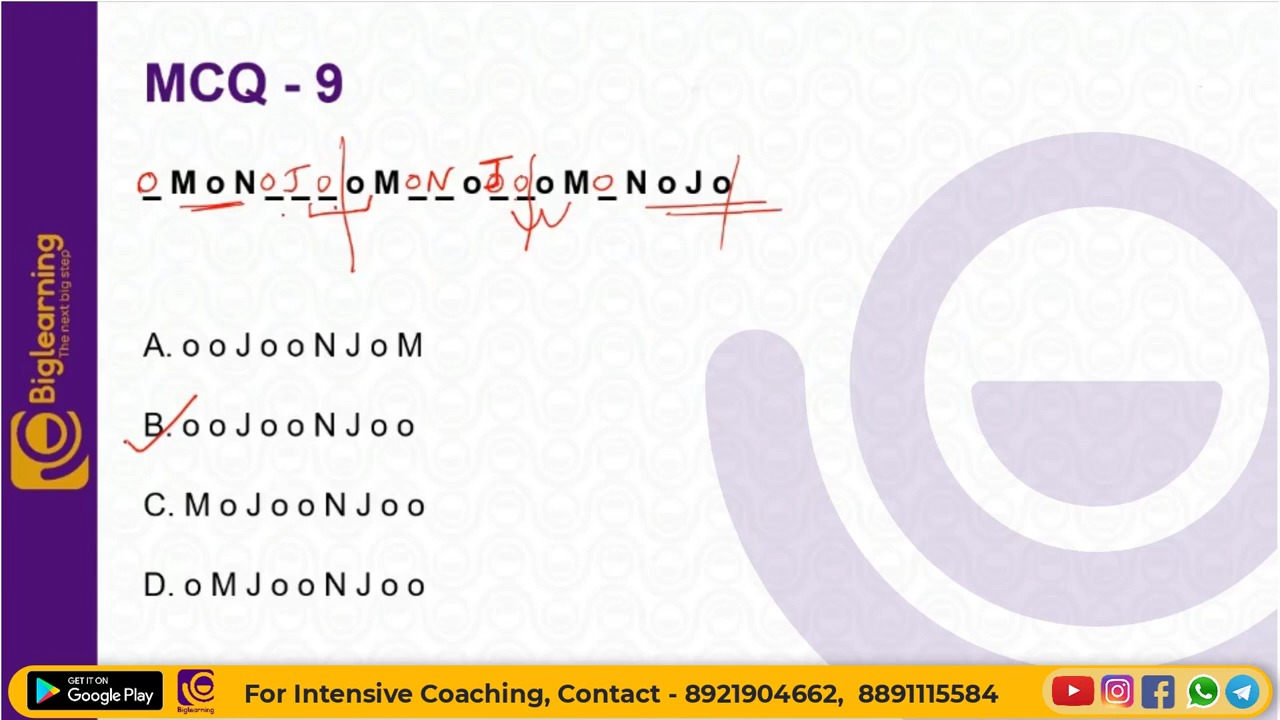 MCQ - 9
o M o N o J o o M o N o J o o M o N o J o
A. o o J o o N J o M
B. o o J o o N J o o
C. M o J o o N J o o
D. o M J o o N J o o
Biglearning
The next big step
GET IT ON
Google Play
Biglearning
For Intensive Coaching, Contact - 8921904662, 8891115584